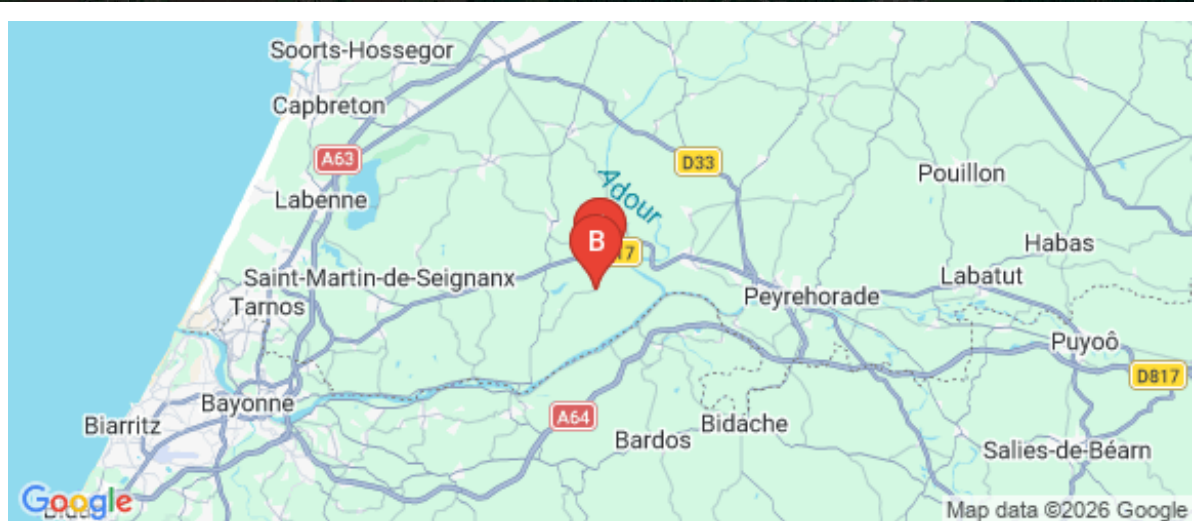 Soorts-Hossegor
Capbreton
A63
D33
Pouillon
Labenne
Adour
Habas
B
17
Saint-Martin-de-Seignanx
Labatut
Peyrehorade
Tarnos
Puyoô
D817
Bayonne
Biarritz
A64
Bidache
Bardos
Salies-de-Béarn
Google
Map data ©2026 Google